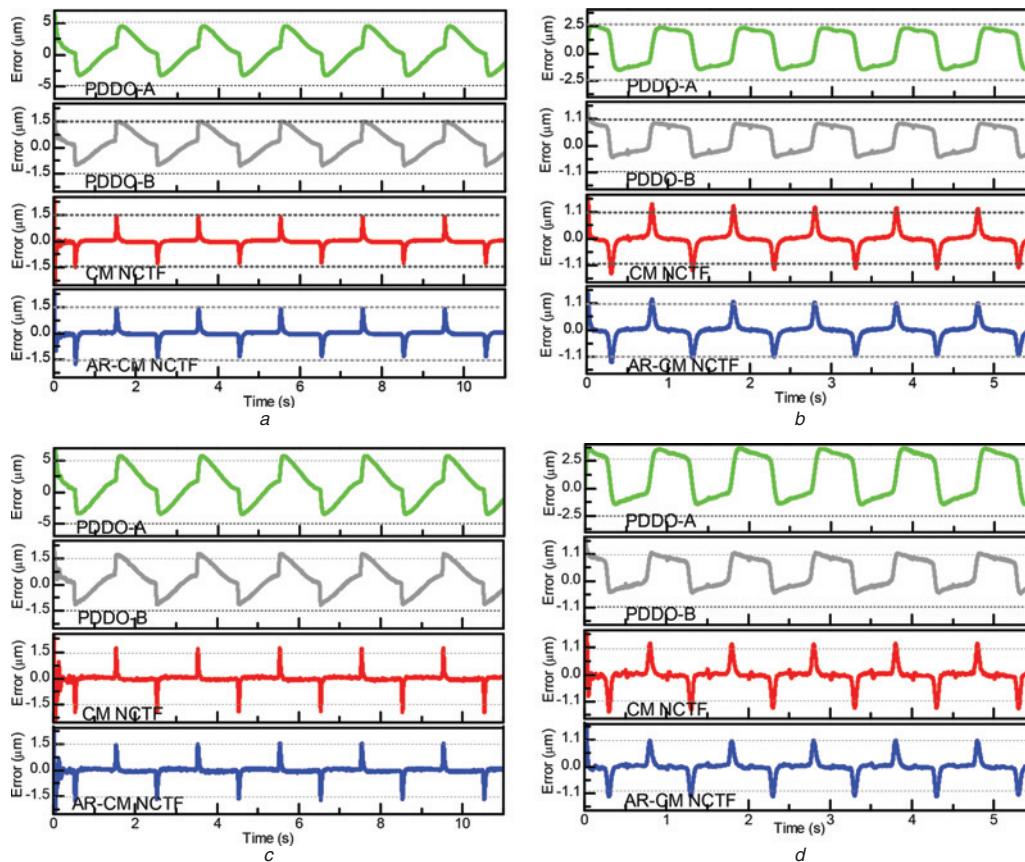 Error (μm)
5
0
-5
PDDO-A
Error (μm)
1.5
0.0
-1.5
PDDO-B
Error (μm)
1.5
0.0
-1.5
CM NCTF
Error (μm)
1.5
0.0
-1.5
AR-CM NCTF
0 2 4 6 8 10
Time (s)
a
Error (μm)
2.5
0.0
-2.5
PDDO-A
Error (μm)
1.1
0.0
-1.1
PDDO-B
Error (μm)
1.1
0.0
-1.1
CM NCTF
Error (μm)
1.1
0.0
-1.1
AR-CM NCTF
0 1 2 3 4 5
Time (s)
b
Error (μm)
5
0
-5
PDDO-A
Error (μm)
1.5
0.0
-1.5
PDDO-B
Error (μm)
1.5
0.0
-1.5
CM NCTF
Error (μm)
1.5
0.0
-1.5
AR-CM NCTF
0 2 4 6 8 10
Time (s)
c
Error (μm)
2.5
0.0
-2.5
PDDO-A
Error (μm)
1.1
0.0
-1.1
PDDO-B
Error (μm)
1.1
0.0
-1.1
CM NCTF
Error (μm)
1.1
0.0
-1.1
AR-CM NCTF
0 1 2 3 4 5
Time (s)
d